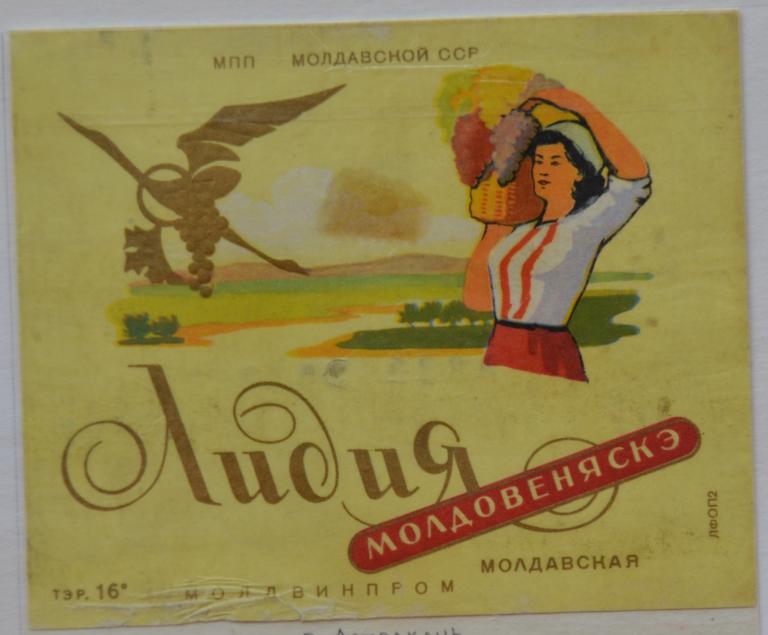 МПП МОЛДАВСКОЙ ССР
Лидия
МОЛДОВЕНЯСКЭ
МОЛДАВСКАЯ
ЛФОП2
ТЭР. 16° МОЛДВИНПРОМ